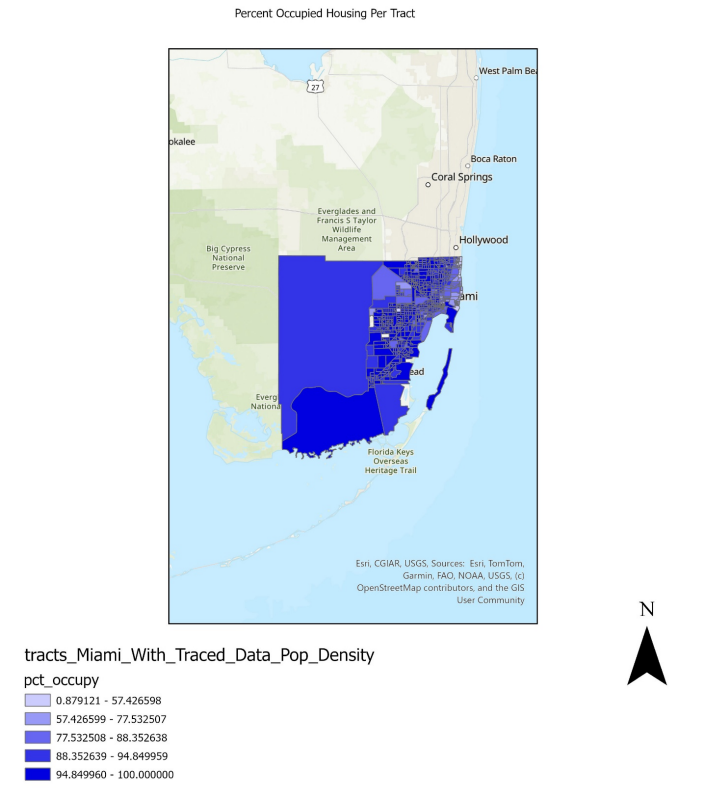 Percent Occupied Housing Per Tract
West Palm Bea
27
okalee
Boca Raton
Coral Springs
Everglades and
Francis S Taylor
Wildlife
Management
Area
Hollywood
Big Cypress
National
Preserve
ami
ead
Everg
Nationa
Florida Keys
Overseas
Heritage Trail
Esri, CGIAR, USGS, Sources: Esri, TomTom,
Garmin, FAO, NOAA, USGS, (c)
OpenStreetMap contributors, and the GIS
User Community
N
tracts_Miami_With_Traced_Data_Pop_Density
pct_occupy
0.879121 - 57.426598
57.426599 - 77.532507
77.532508 - 88.352638
88.352639 - 94.849959
94.849960 - 100.000000